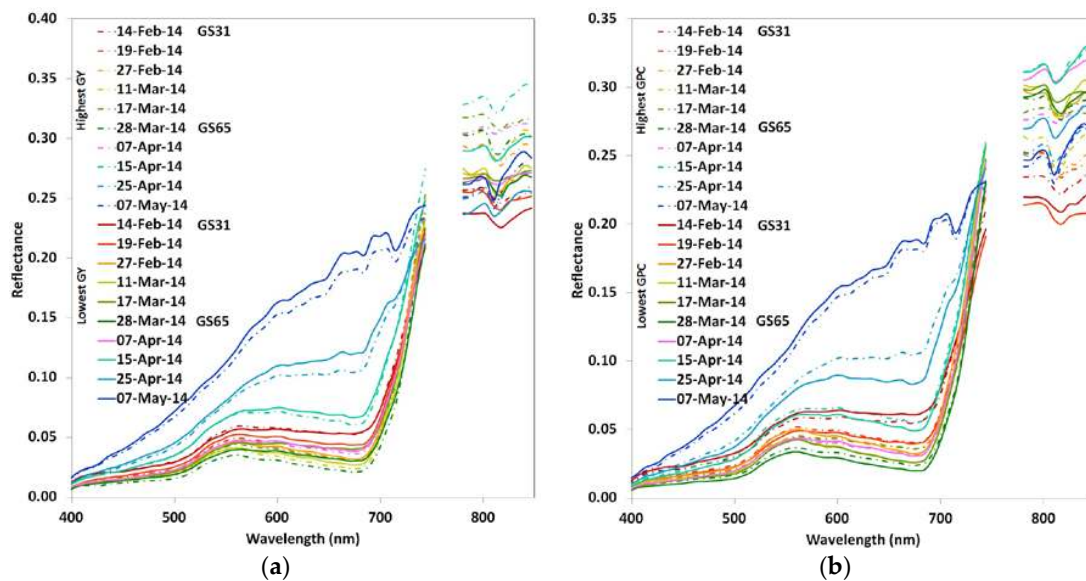 0.40
0.35
0.30
0.25
0.20
0.15
0.10
0.05
0.00
Reflectance
Highest GY
Lowest GY
14-Feb-14 GS31
19-Feb-14
27-Feb-14
11-Mar-14
17-Mar-14
28-Mar-14 GS65
07-Apr-14
15-Apr-14
25-Apr-14
07-May-14
14-Feb-14 GS31
19-Feb-14
27-Feb-14
11-Mar-14
17-Mar-14
28-Mar-14 GS65
07-Apr-14
15-Apr-14
25-Apr-14
07-May-14
400 500 600 700 800
Wavelength (nm)
(a)
0.35
0.30
0.25
0.20
0.15
0.10
0.05
0.00
Reflectance
Highest GPC
Lowest GPC
14-Feb-14 GS31
19-Feb-14
27-Feb-14
11-Mar-14
17-Mar-14
28-Mar-14 GS65
07-Apr-14
15-Apr-14
25-Apr-14
07-May-14
14-Feb-14 GS31
19-Feb-14
27-Feb-14
11-Mar-14
17-Mar-14
28-Mar-14 GS65
07-Apr-14
15-Apr-14
25-Apr-14
07-May-14
400 500 600 700 800
Wavelength (nm)
(b)